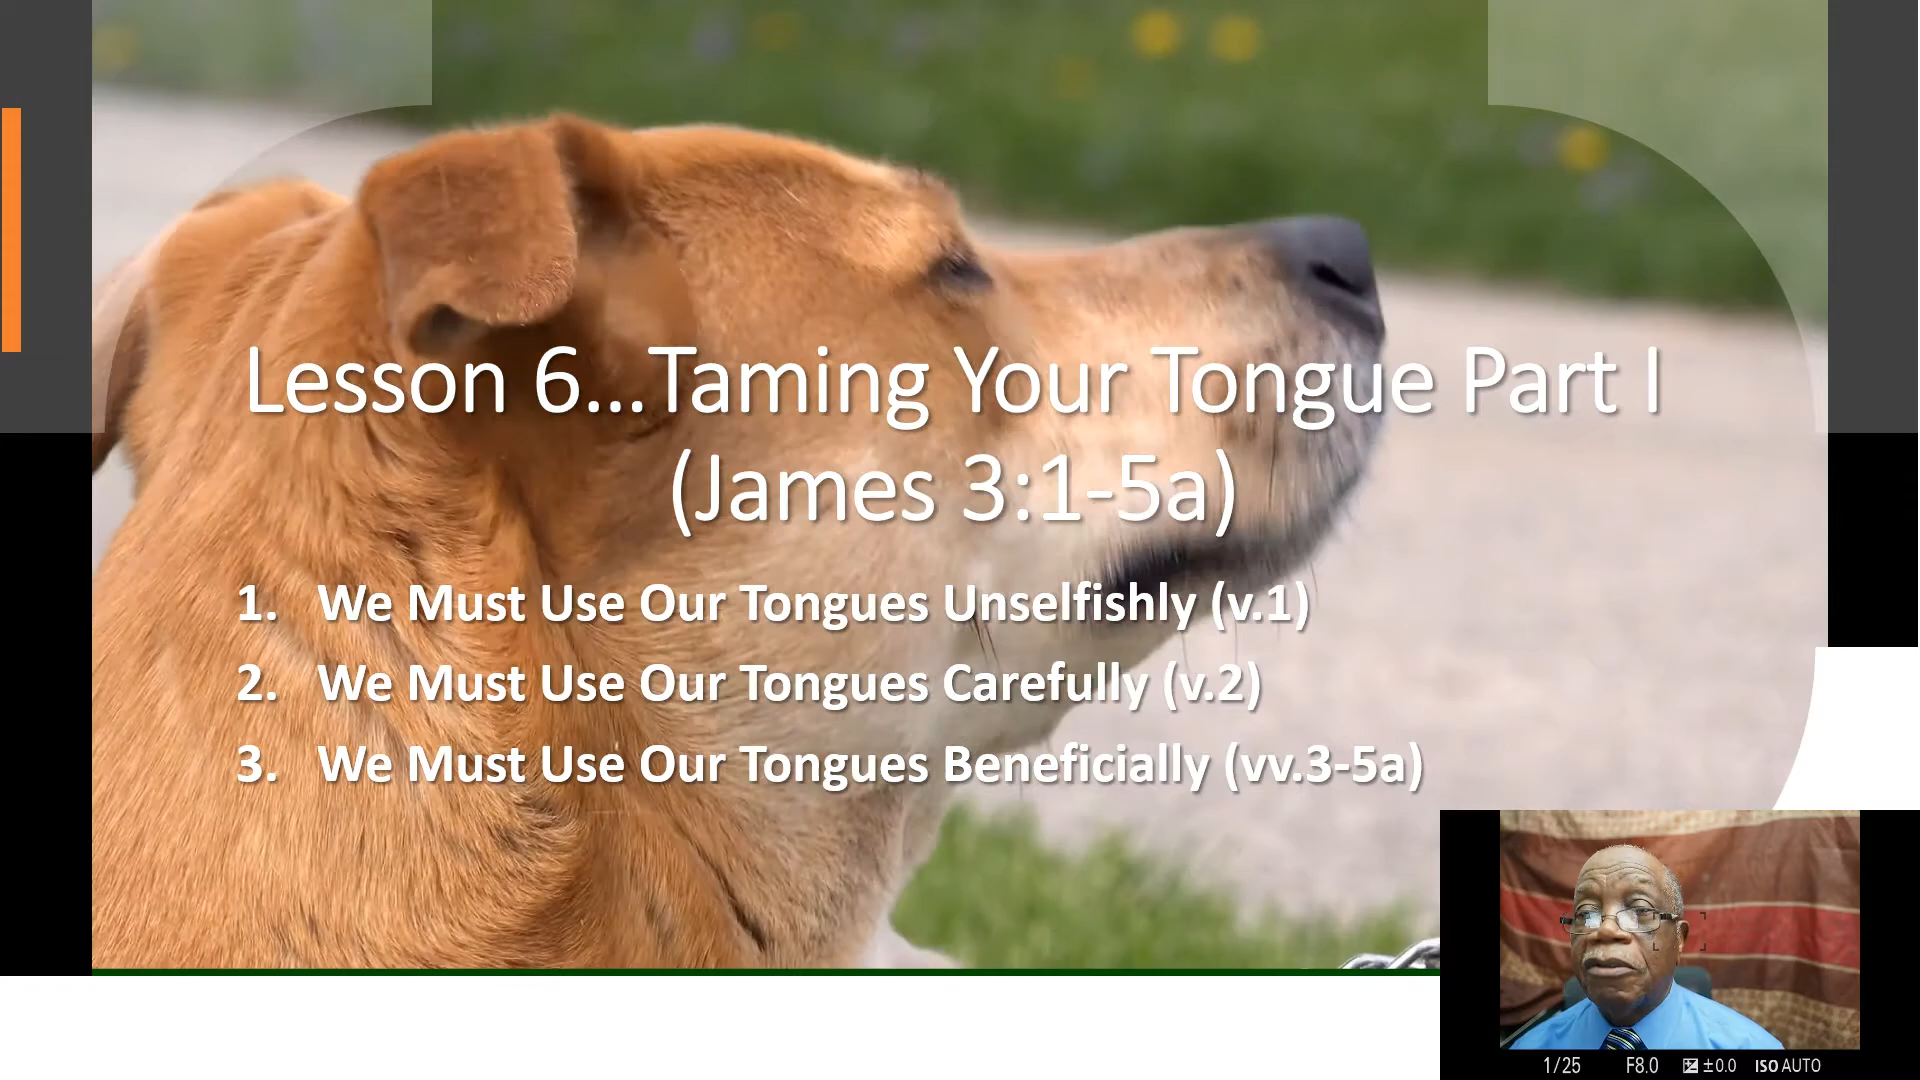 Lesson 6...Taming Your Tongue Part I
(James 3:1-5a)
1. We Must Use Our Tongues Unselfishly (v.1)
2. We Must Use Our Tongues Carefully (v.2)
3. We Must Use Our Tongues Beneficially (vv.3-5a)
1/25 F8.0 ±0.0 ISO AUTO